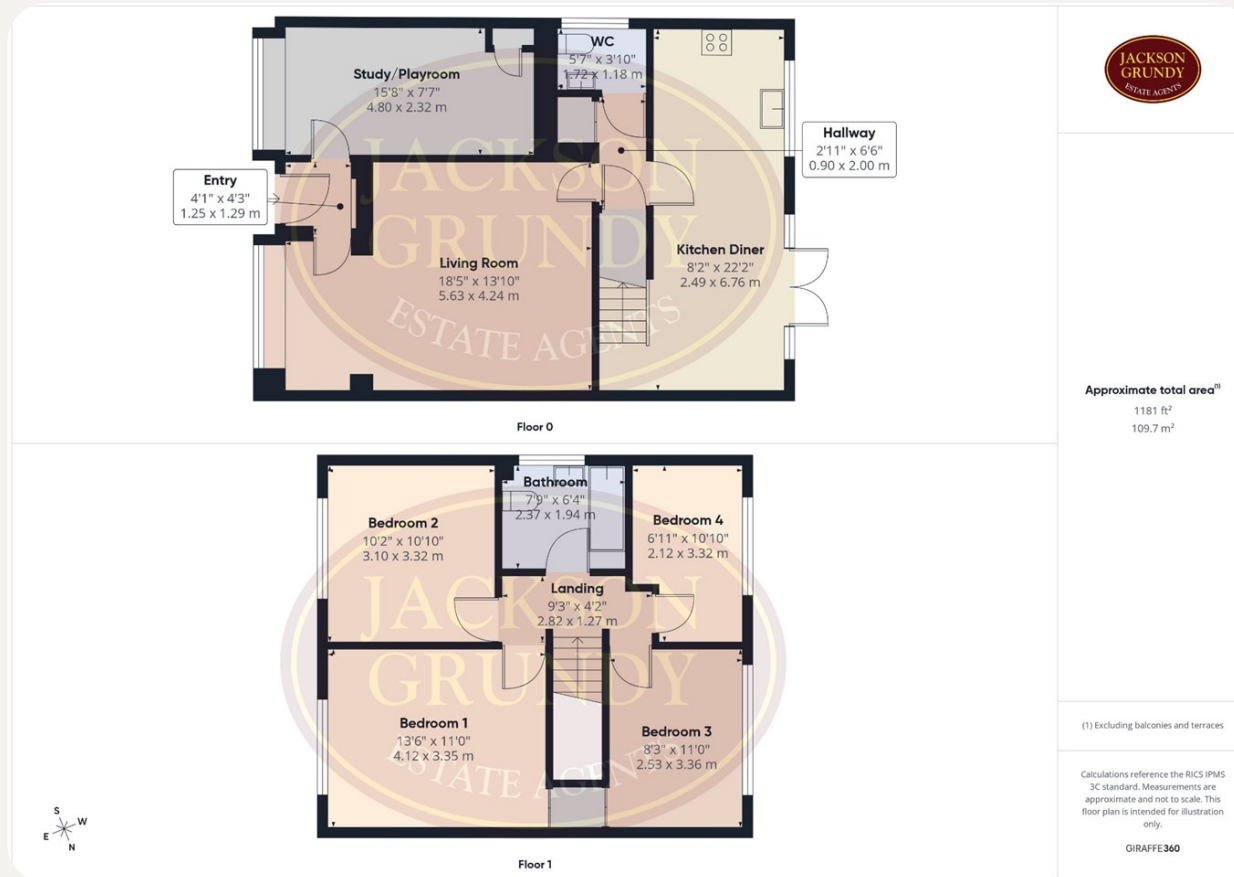 Study/Playroom
15'8" x 7'7"
4.80 x 2.32 m
WC
5'7" x 3'10"
1.72 x 1.18 m
Hallway
2'11" x 6'6"
0.90 x 2.00 m
Entry
4'1" x 4'3"
1.25 x 1.29 m
Living Room
18'5" x 13'10"
5.63 x 4.24 m
Kitchen Diner
8'2" x 22'2"
2.49 x 6.76 m
JACKSON
GRUNDY
ESTATE AGENTS
Floor 0
Bedroom 2
10'2" x 10'10"
3.10 x 3.32 m
Bathroom
7'9" x 6'4"
2.37 x 1.94 m
Bedroom 4
6'11" x 10'10"
2.12 x 3.32 m
Landing
9'3" x 4'2"
2.82 x 1.27 m
Bedroom 1
13'6" x 11'0"
4.12 x 3.35 m
Bedroom 3
8'3" x 11'0"
2.53 x 3.36 m
JACKSON
GRUNDY
ESTATE AGENTS
S
E W
N
Floor 1
JACKSON
GRUNDY
ESTATE AGENTS
Approximate total area(1)
1181 ft²
109.7 m²
(1) Excluding balconies and terraces
Calculations reference the RICS IPMS
3C standard. Measurements are
approximate and not to scale. This
floor plan is intended for illustration
only.
GIRAFFE360